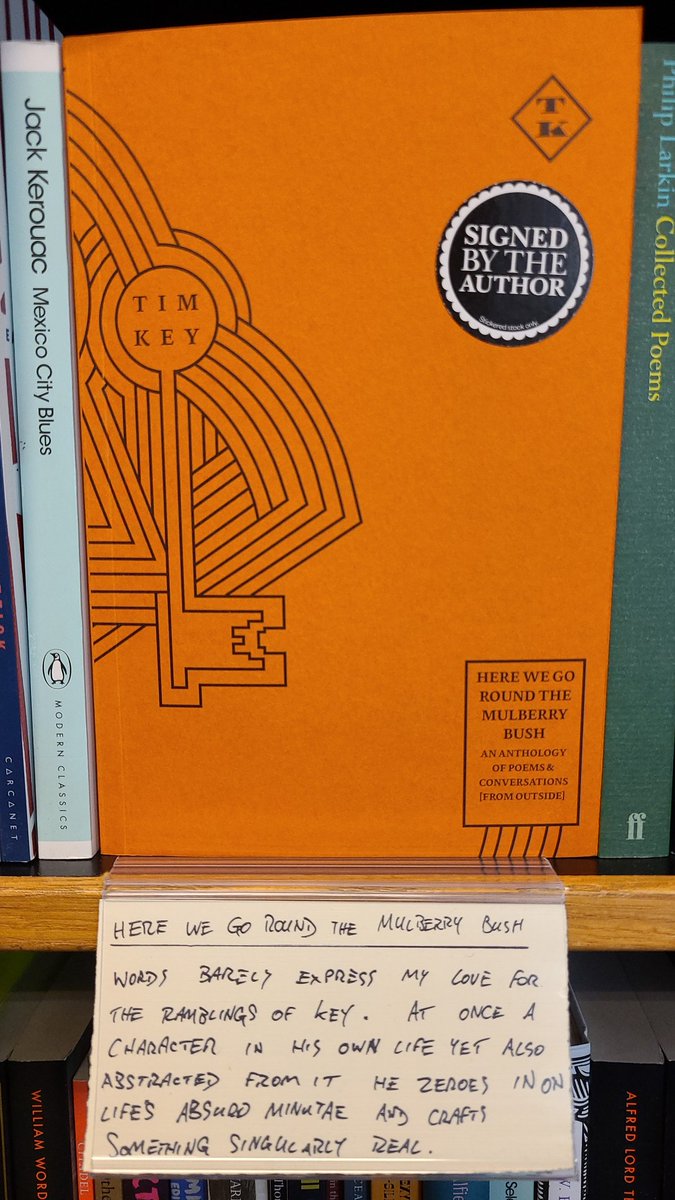 Jack Kerouac Mexico City Blues
MODERN CLASSICS
CARCANET
TK
SIGNED
BY THE
AUTHOR
Stickered stock only
TIM
KEY
HERE WE GO
ROUND THE
MULBERRY
BUSH
AN ANTHOLOGY
OF POEMS &
CONVERSATIONS
[FROM OUTSIDE]
Philip Larkin Collected Poems
ff
HERE WE GO ROUND THE MULBERRY BUSH
WORDS BARELY EXPRESS MY LOVE FOR
THE RAMBLINGS OF KEY. AT ONCE A
CHARACTER IN HIS OWN LIFE YET ALSO
ABSTRACTED FROM IT HE ZEROES IN ON
LIFE'S ABSURD MINUTAE AND CRAFTS
SOMETHING SINGULARLY REAL.
WILLIAM WORD
ALFRED LORD